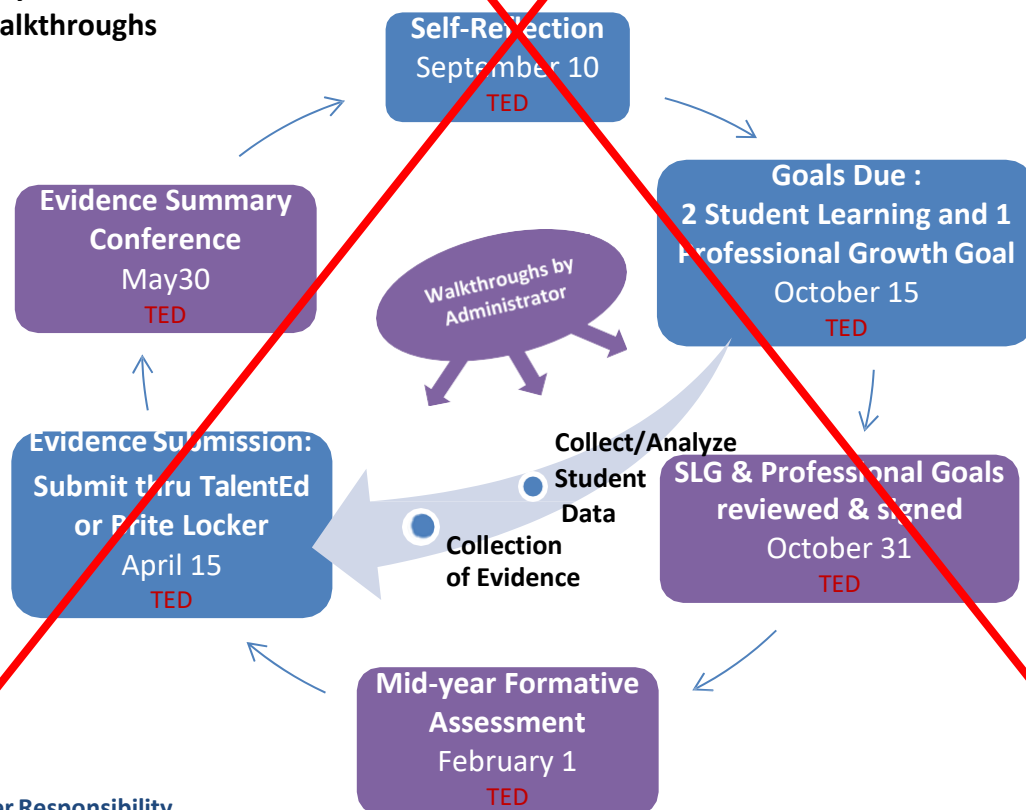 alkthroughs
Self-Reflection
September 10
TED
Goals Due :
2 Student Learning and 1
Professional Growth Goal
October 15
TED
SLG & Professional Goals
reviewed & signed
October 31
TED
Mid-year Formative
Assessment
February 1
TED
Evidence Submission:
Submit thru TalentEd
or Brite Locker
April 15
TED
Evidence Summary
Conference
May30
TED
Walkthroughs by
Administrator
Collect/Analyze
Student
Data
Collection
of Evidence
er Responsibility